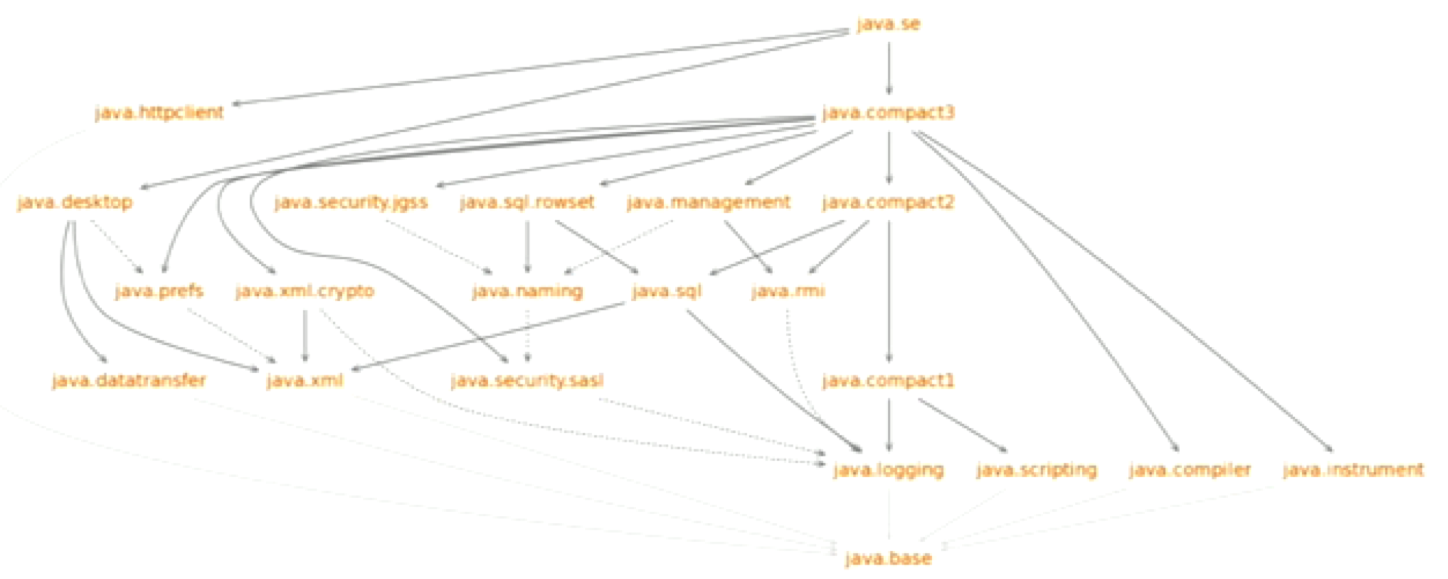 java.se
java.httpclient java.compact3
java.desktop java.security.jgss java.sql.rowset java.management java.compact2
java.prefs java.xml.crypto java.naming java.sql java.rmi
java.datatransfer java.xml java.security.sasl java.compact1
java.logging java.scripting java.compiler java.instrument
java.base